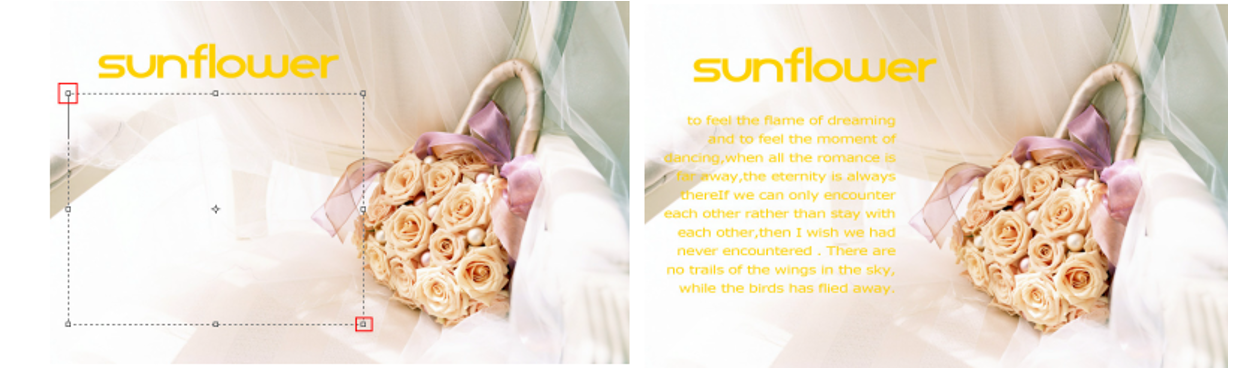 sunflower
sunflower
to feel the flame of dreaming
and to feel the moment of
dancing,when all the romance is
far away,the eternity is always
thereIf we can only encounter
each other rather than stay with
each other,then I wish we had
never encountered . There are
no trails of the wings in the sky,
while the birds has flied away.